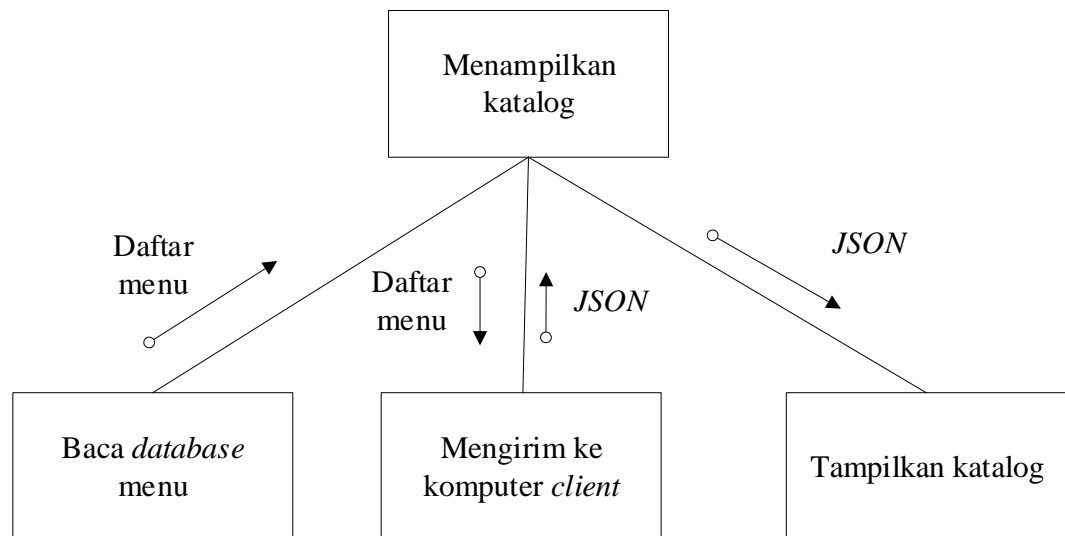 Menampilkan
katalog
Daftar
menu
Daftar
menu
JSON
JSON
Baca database
menu
Mengirim ke
komputer client
Tampilkan katalog